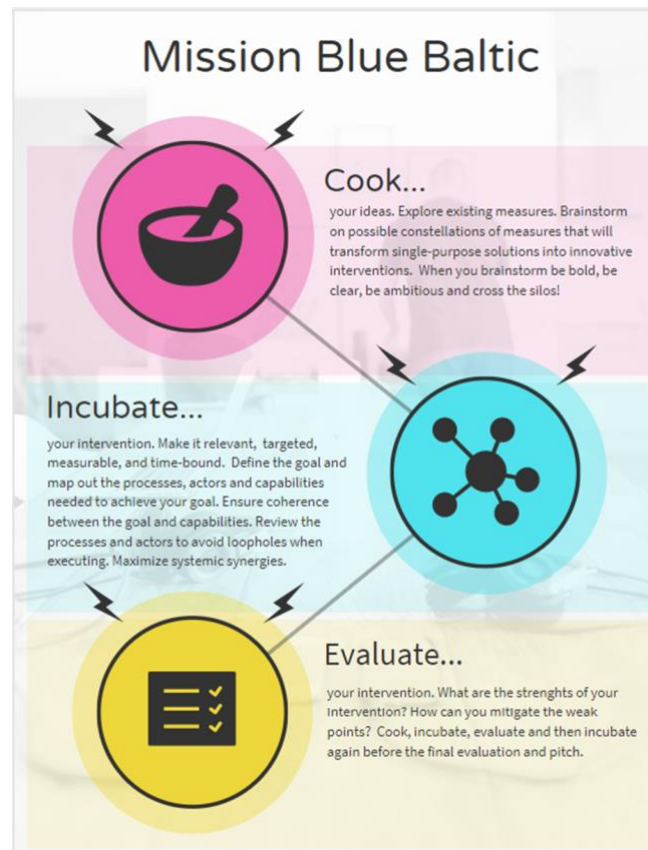 Mission Blue Baltic
Cook...
your ideas. Explore existing measures. Brainstorm
on possible constellations of measures that will
transform single-purpose solutions into innovative
interventions. When you brainstorm be bold, be
clear, be ambitious and cross the silos!
Incubate...
your intervention. Make it relevant, targeted,
measurable, and time-bound. Define the goal and
map out the processes, actors and capabilities
needed to achieve your goal. Ensure coherence
between the goal and capabilities. Review the
processes and actors to avoid loopholes when
executing. Maximize systemic synergies.
Evaluate...
your intervention. What are the strenghts of your
intervention? How can you mitigate the weak
points? Cook, incubate, evaluate and then incubate
again before the final evaluation and pitch.